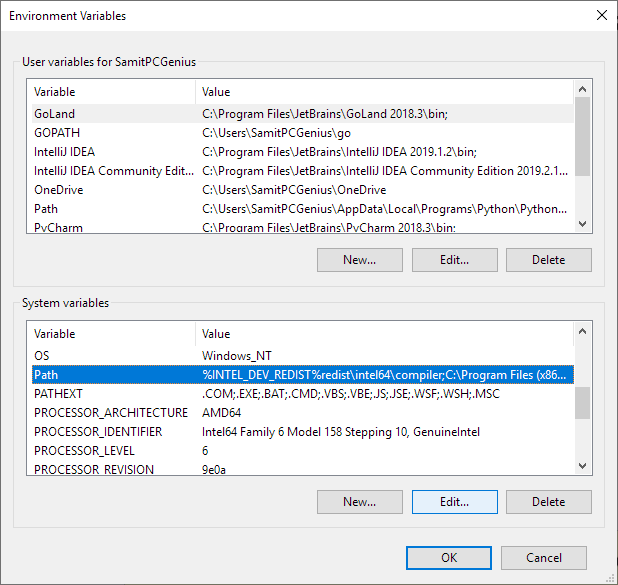 Environment Variables
User variables for SamitPCGenius
Variable Value
GoLand C:\Program Files\JetBrains\GoLand 2018.3\bin;
GOPATH C:\Users\SamitPCGenius\go
IntelliJ IDEA C:\Program Files\JetBrains\IntelliJ IDEA 2019.1.2\bin;
IntelliJ IDEA Community Edit... C:\Program Files\JetBrains\IntelliJ IDEA Community Edition 2019.2.1...
OneDrive C:\Users\SamitPCGenius\OneDrive
Path C:\Users\SamitPCGenius\AppData\Local\Programs\Python\Python...
PyCharm C:\Program Files\JetBrains\PyCharm 2018.3\bin;
New... Edit... Delete
System variables
Variable Value
OS Windows_NT
Path %INTEL_DEV_REDIST%redist\intel64\compiler;C:\Program Files (x86...
PATHEXT .COM;.EXE;.BAT;.CMD;.VBS;.VBE;.JS;.JSE;.WSF;.WSH;.MSC
PROCESSOR_ARCHITECTURE AMD64
PROCESSOR_IDENTIFIER Intel64 Family 6 Model 158 Stepping 10, GenuineIntel
PROCESSOR_LEVEL 6
PROCESSOR_REVISION 9e0a
New... Edit... Delete
OK Cancel